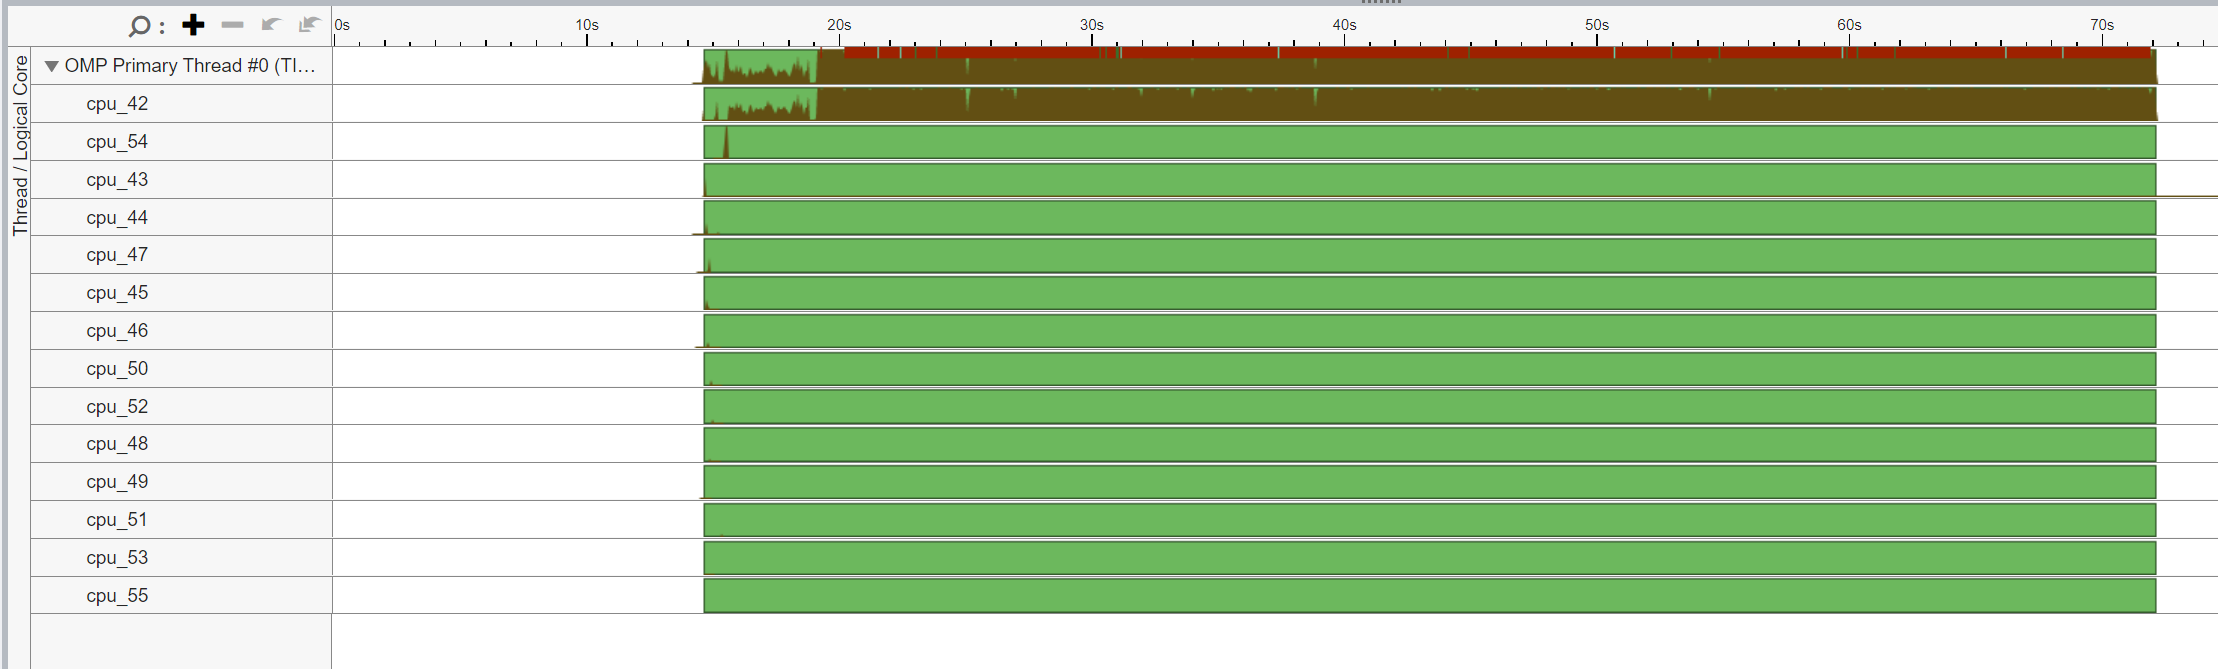 : 0s 10s 20s 30s 40s 50s 60s 70s
Thread / Logical Core
OMP Primary Thread #0 (TI...
cpu_42
cpu_54
cpu_43
cpu_44
cpu_47
cpu_45
cpu_46
cpu_50
cpu_52
cpu_48
cpu_49
cpu_51
cpu_53
cpu_55